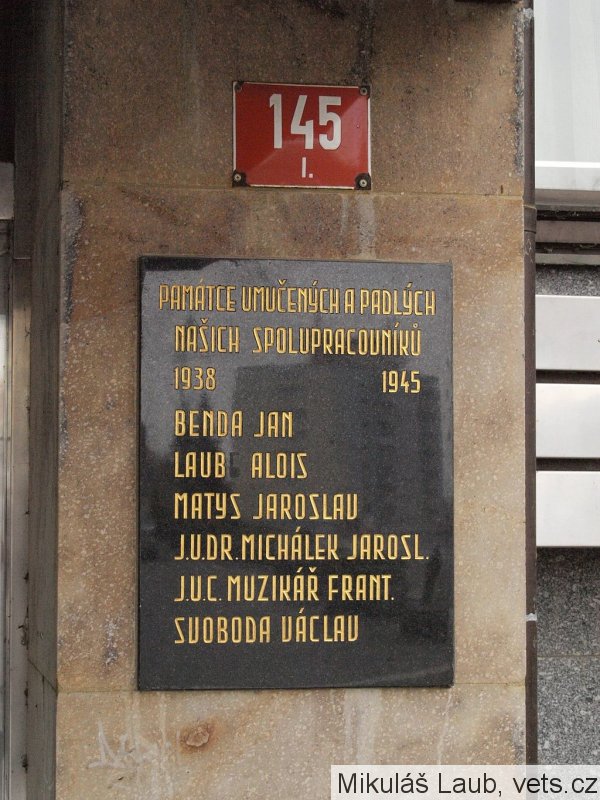 145
I.
PAMÁTCE UMUČENÝCH A PADLÝCH
NAŠICH SPOLUPRACOVNÍKŮ
1938 1945
BENDA JAN
LAUB ALOIS
MATYS JAROSLAV
J.U.DR. MICHÁLEK JAROSL.
J.U.C. MUZIKÁŘ FRANT.
SVOBODA VÁCLAV
Mikuláš Laub, vets.cz